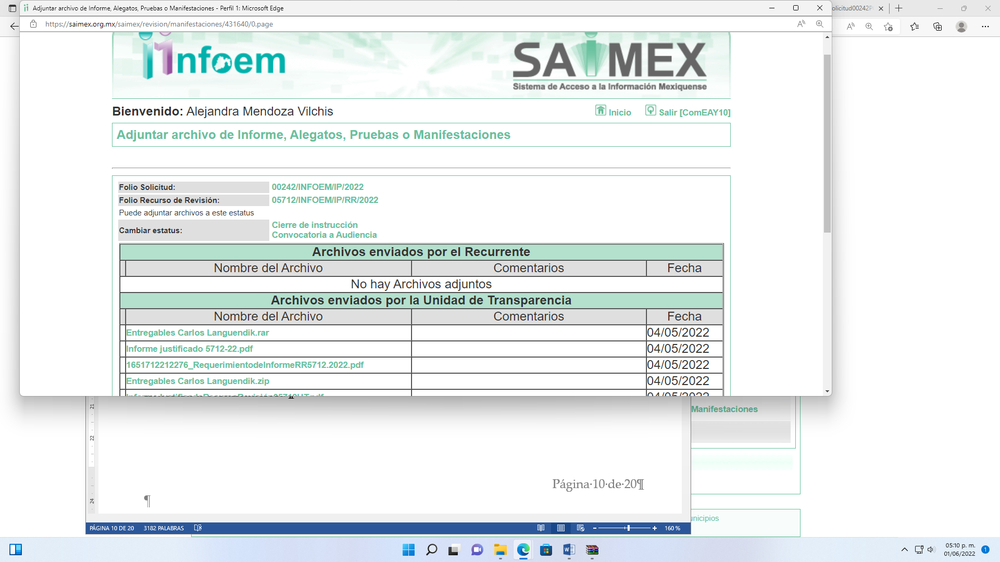 Adjuntar archivo de Informe, Alegatos, Pruebas o Manifestaciones - Perfil 1: Microsoft Edge
https://saimex.org.mx/saimex/revision/manifestaciones/431640/0.page
infoem
SAIMEX
Sistema de Acceso a la Información Mexiquense
Bienvenido: Alejandra Mendoza Vilchis
Inicio
Salir [ComEAY10]
Adjuntar archivo de Informe, Alegatos, Pruebas o Manifestaciones
Folio Solicitud: 00242/INFOEM/IP/2022
Folio Recurso de Revisión: 05712/INFOEM/IP/RR/2022
Puede adjuntar archivos a este estatus
Cambiar estatus:
Cierre de instrucción
Convocatoria a Audiencia
Archivos enviados por el Recurrente
Nombre del Archivo Comentarios Fecha
No hay Archivos adjuntos
Archivos enviados por la Unidad de Transparencia
Nombre del Archivo Comentarios Fecha
Entregables Carlos Languendik.rar 04/05/2022
Informe justificado 5712-22.pdf 04/05/2022
1651712212276_RequerimientodeInformeRR5712.2022.pdf 04/05/2022
Entregables Carlos Languendik.zip 04/05/2022
04/05/2022
Manifestaciones
21
22
24
Página·10·de·20¶
¶
PÁGINA 10 DE 20 3182 PALABRAS
160 %
05:10 p. m.
01/06/2022
1